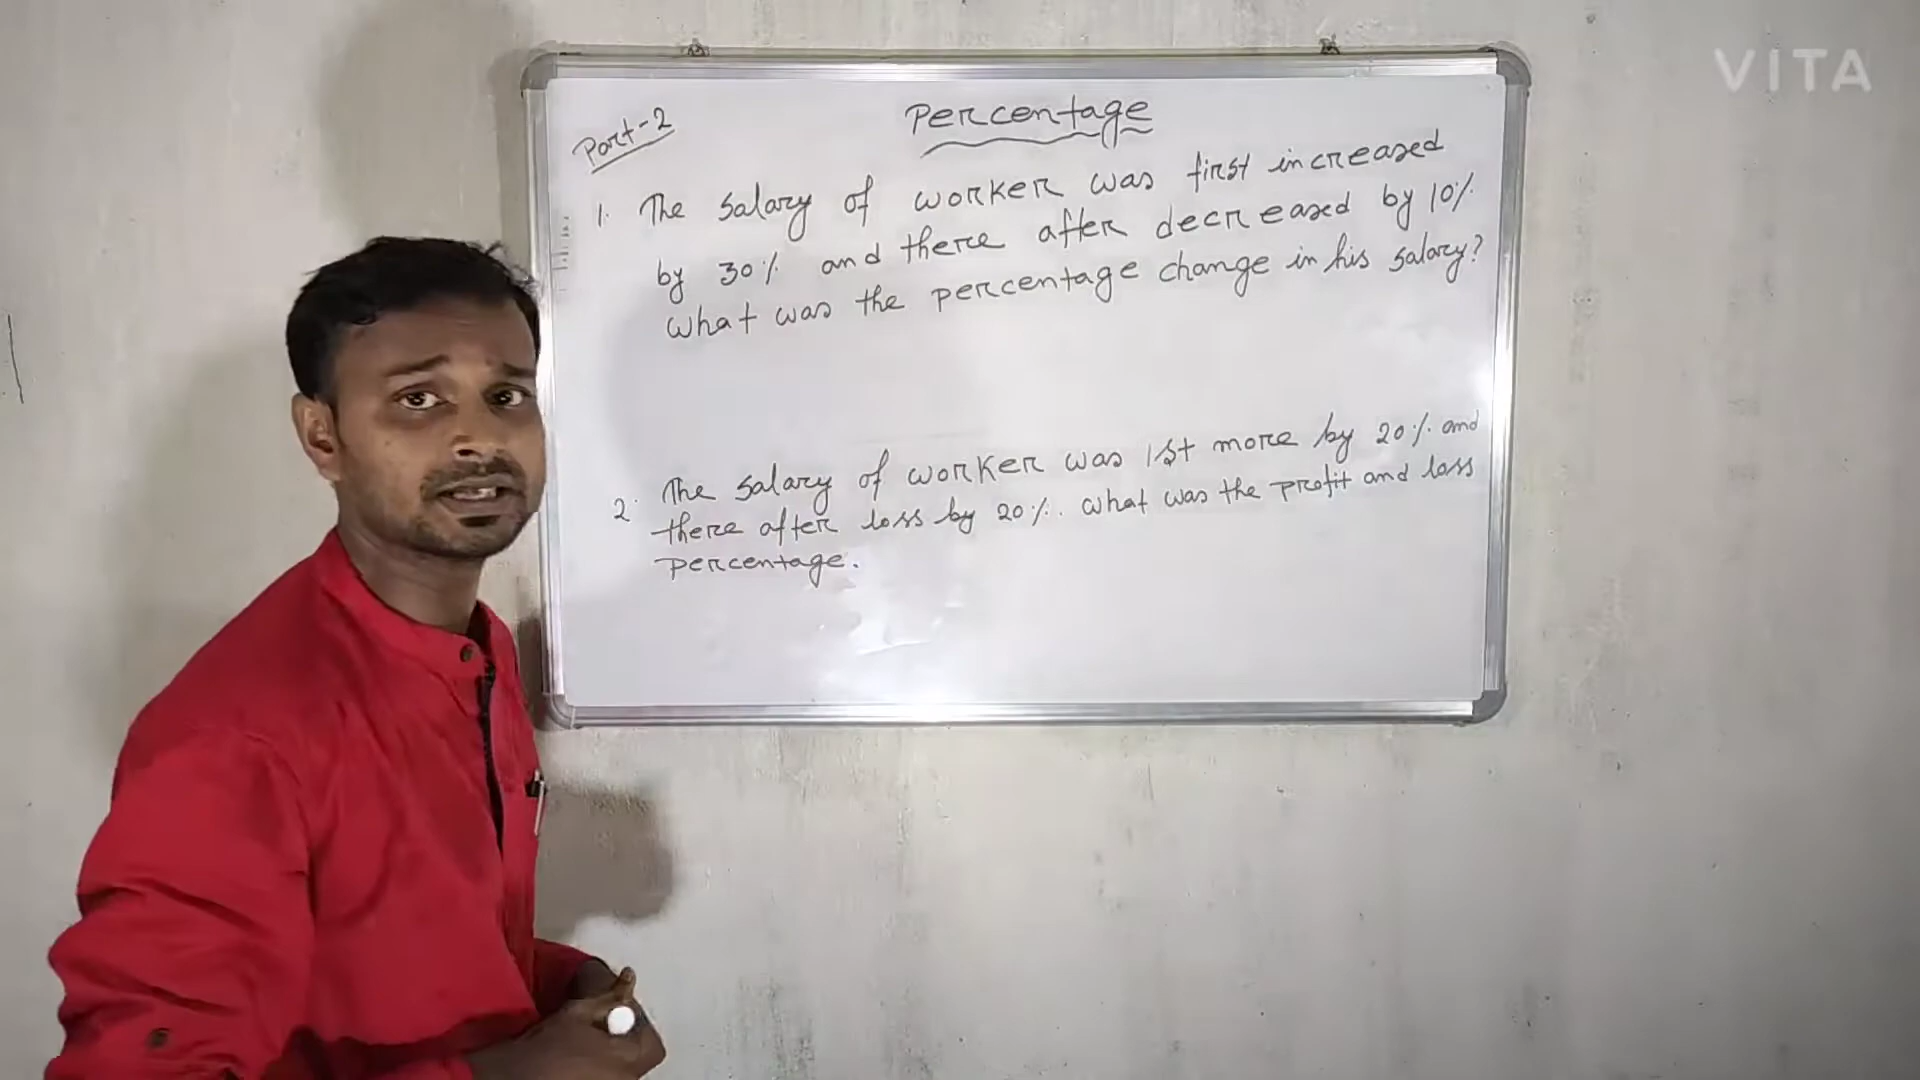 VITA
Part-2
Percentage
1. The salary of worker was first increased
by 30% and there after decreased by 10%
what was the percentage change in his salary?
2. The salary of worker was 1st more by 20% and
there after loss by 20%. what was the profit and loss
percentage.